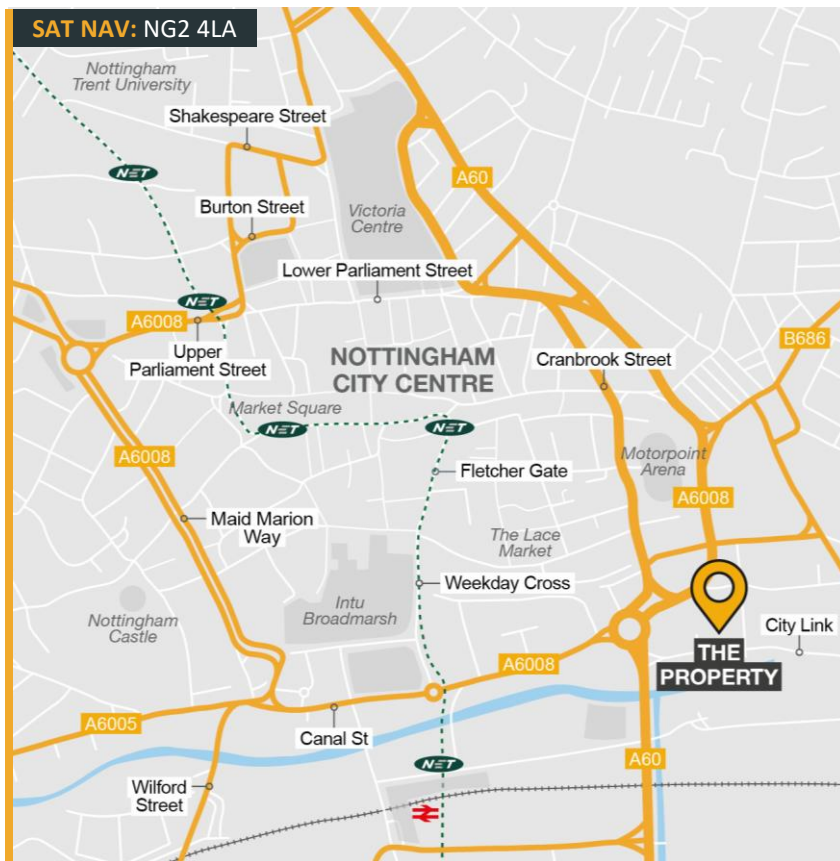 SAT NAV: NG2 4LA
Nottingham
Trent University
Shakespeare Street
NET
A60
Burton Street
Victoria
Centre
Lower Parliament Street
NET
A6008
Upper
Parliament Street
B686
NOTTINGHAM
CITY CENTRE
Cranbrook Street
Market Square
NET
NET
A6008
Fletcher Gate
Motorpoint
Arena
A6008
Maid Marion
Way
The Lace
Market
Weekday Cross
Intu
Broadmarsh
Nottingham
Castle
City Link
THE
PROPERTY
A6008
A6005
Canal St
NET
A60
Wilford
Street